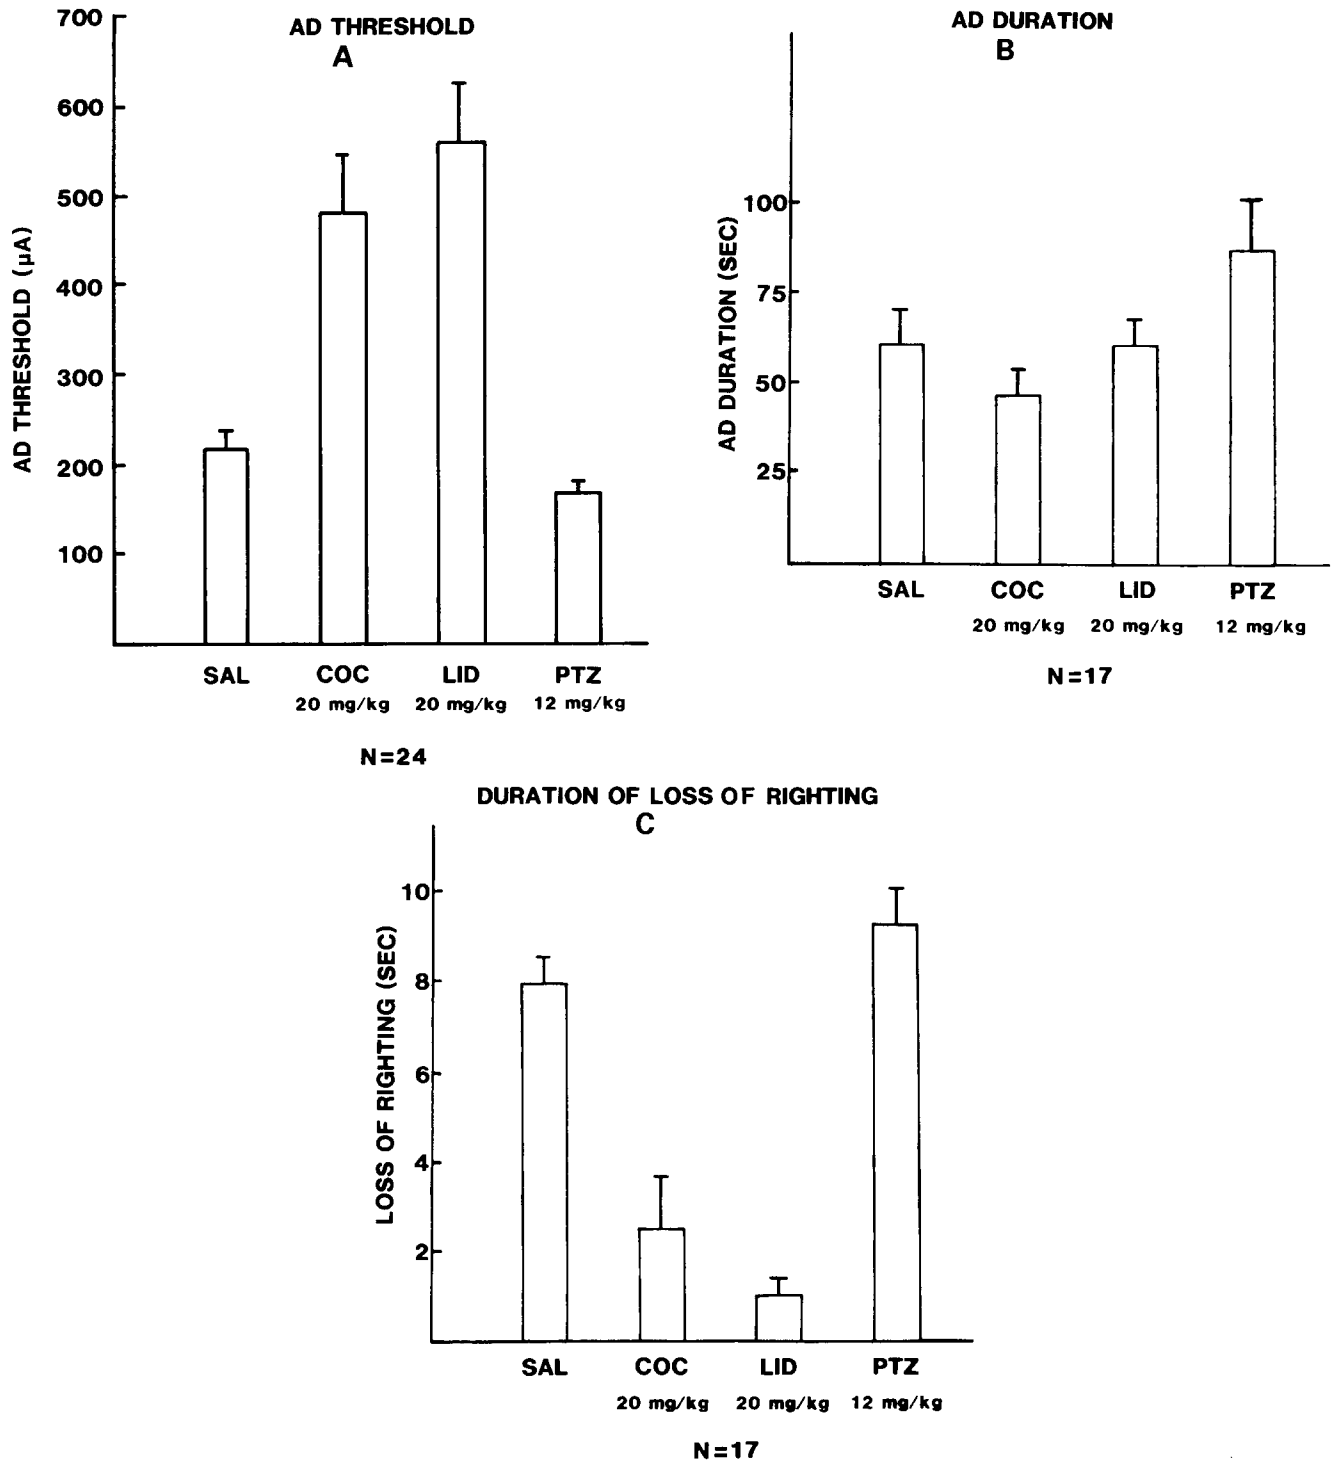 AD THRESHOLD
A
700
600
500
400
300
200
100
AD THRESHOLD (µA)
SAL COC LID PTZ
20 mg/kg 20 mg/kg 12 mg/kg
N=24
AD DURATION
B
100
75
50
25
AD DURATION (SEC)
SAL COC LID PTZ
20 mg/kg 20 mg/kg 12 mg/kg
N=17
DURATION OF LOSS OF RIGHTING
C
10
8
6
4
2
LOSS OF RIGHTING (SEC)
SAL COC LID PTZ
20 mg/kg 20 mg/kg 12 mg/kg
N=17